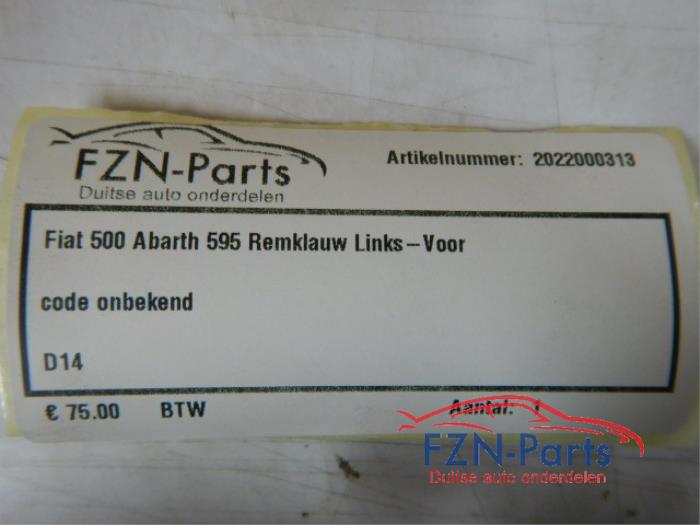 FZN-Parts
Duitse auto onderdelen
Artikelnummer: 2022000313
Fiat 500 Abarth 595 Remklauw Links-Voor
code onbekend
D14
€ 75.00 BTW Aantal: 1
FZN-Parts
Duitse auto onderdelen